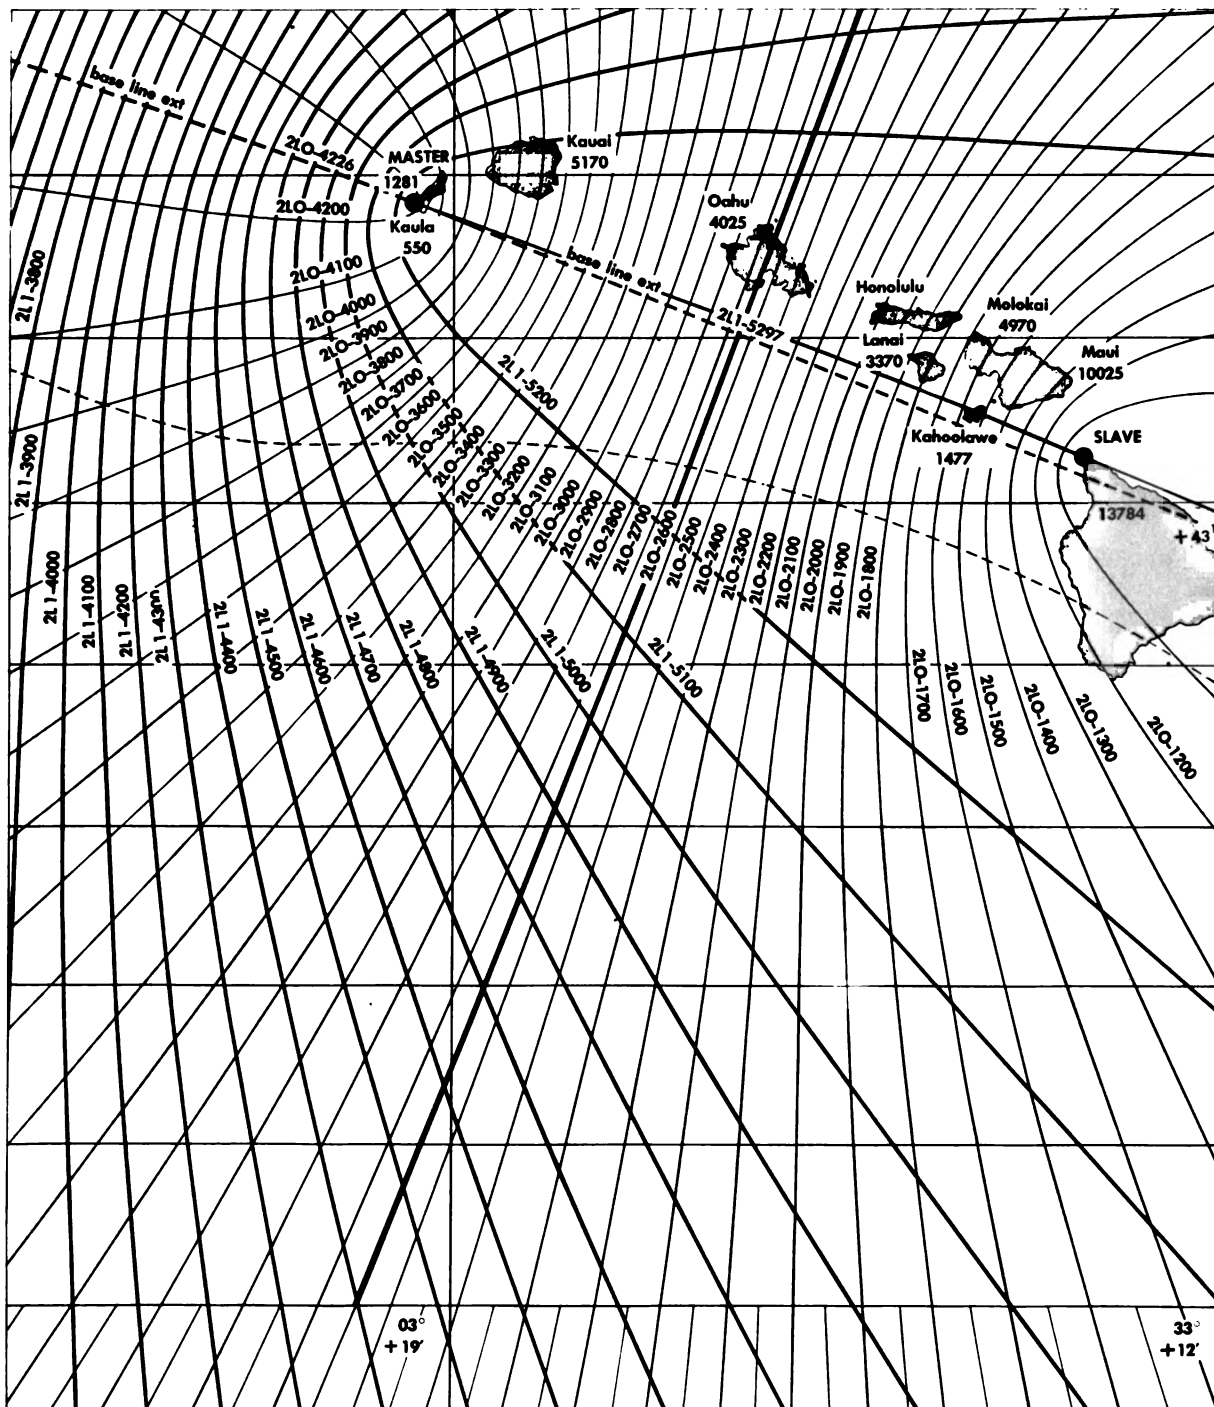 base line ext
2LO-4226
MASTER
1281
Kauai
5170
2LO-4200
Kaula
550
Oahu
4025
2L1-3800
2LO-4100
base line ext
Honolulu
Molokai
4970
2LO-4000
2L1-5297
Lanai
3370
Maui
10025
2LO-3900
2LO-3800
2L1-5200
2LO-3700
2LO-3600
Kahoolawe
1477
SLAVE
2LO-3500
2LO-3400
2LO-3300
2LO-3200
2LO-3100
2LO-3000
2LO-2900
2LO-2800
2LO-2700
2LO-2600
2LO-2500
2LO-2400
2LO-2300
2LO-2200
2LO-2100
2LO-2000
2LO-1900
2LO-1800
2L1-3900
13784
+43
2L1-4000
2L1-4100
2L1-4200
2L1-4300
2L1-4400
2L1-4500
2L1-4600
2L1-4700
2L1-4800
2L1-4900
2L1-5000
2L1-5100
2LO-1700
2LO-1600
2LO-1500
2LO-1400
2LO-1300
2LO-1200
03°
+19′
33°
+12′